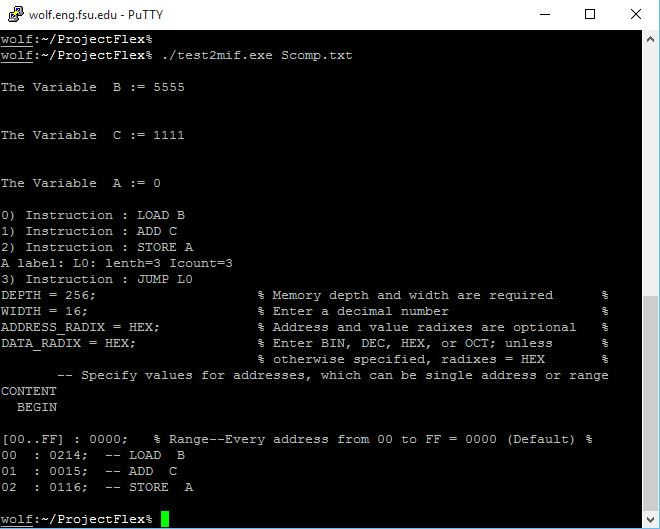 wolf.eng.fsu.edu - PuTTY
wolf:~/ProjectFlex%
wolf:~/ProjectFlex% ./test2mif.exe Scomp.txt
The Variable  B := 5555
The Variable  C := 1111
The Variable  A := 0
0) Instruction : LOAD B
1) Instruction : ADD C
2) Instruction : STORE A
A label: L0: lenth=3 Icount=3
3) Instruction : JUMP L0
DEPTH = 256;                     % Memory depth and width are required      %
WIDTH = 16;                      % Enter a decimal number                   %
ADDRESS_RADIX = HEX;             % Address and value radixes are optional   %
DATA_RADIX = HEX;                % Enter BIN, DEC, HEX, or OCT; unless      %
                                 % otherwise specified, radixes = HEX       %
       -- Specify values for addresses, which can be single address or range
CONTENT
  BEGIN
[00..FF] : 0000;   % Range--Every address from 00 to FF = 0000 (Default) %
00  : 0214;  -- LOAD  B
01  : 0015;  -- ADD  C
02  : 0116;  -- STORE  A
wolf:~/ProjectFlex%